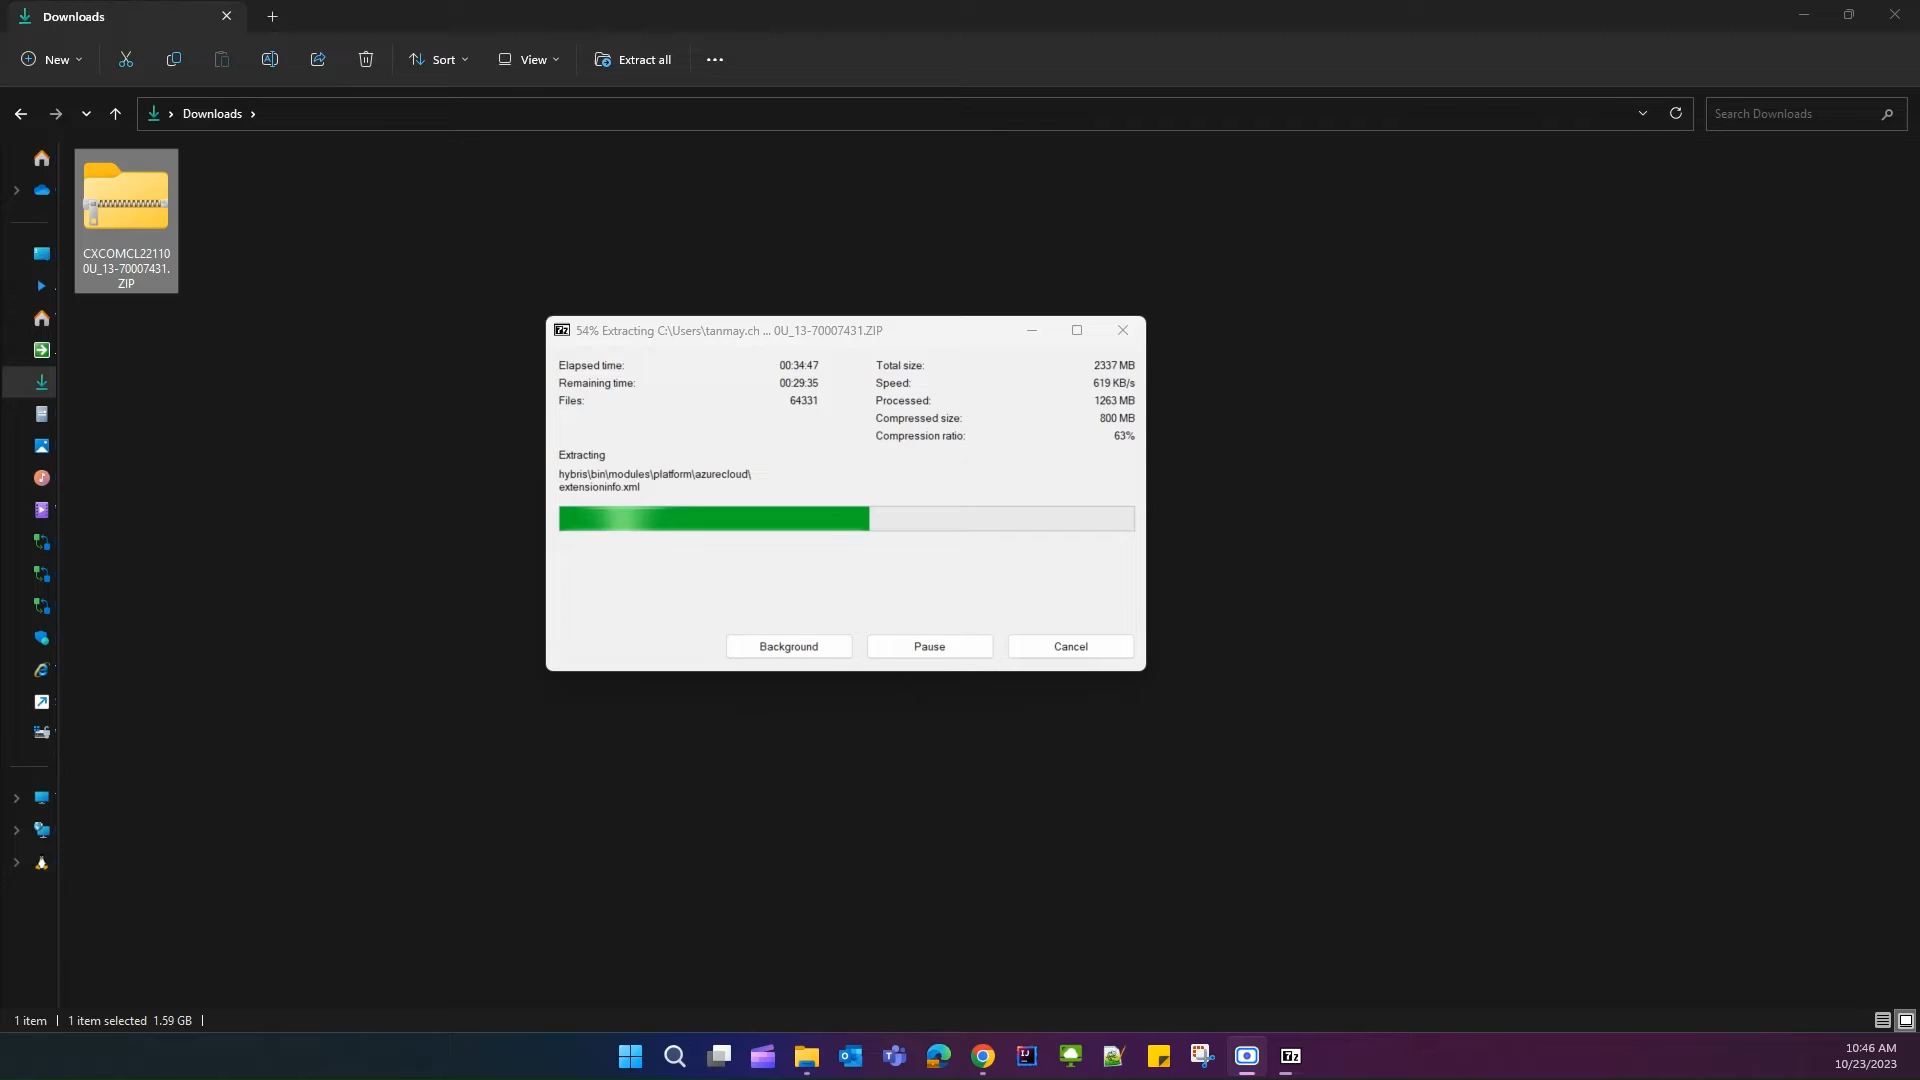 Downloads
New
Sort
View
Extract all
Downloads
Search Downloads
CXCOMCL22110
0U_13-70007431.
ZIP
54% Extracting C:\Users\tanmay.ch ... 0U_13-70007431.ZIP
Elapsed time: 00:34:47 Total size: 2337 MB
Remaining time: 00:29:35 Speed: 619 KB/s
Files: 64331 Processed: 1263 MB
Compressed size: 800 MB
Compression ratio: 63%
Extracting
hybris\bin\modules\platform\azurecloud\
extensioninfo.xml
Background Pause Cancel
1 item 1 item selected 1.59 GB
10:46 AM
10/23/2023